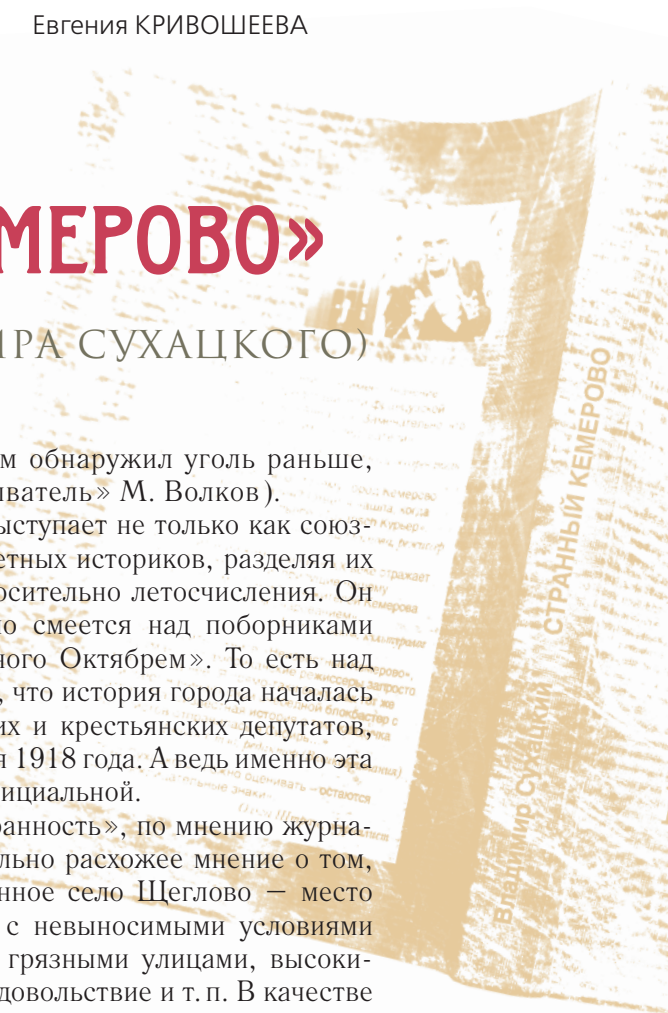 Евгения КРИВОШЕЕВА
МЕРОВО»
ИРА СУХАЦКОГО)
м обнаружил уголь раньше,
ыватель» М. Волков).
ыступает не только как союз-
етных историков, разделяя их
осительно летосчисления. Он
о смеется над поборниками
ного Октябрем». То есть над
, что история города началась
их и крестьянских депутатов,
я 1918 года. А ведь именно эта
фициальной.
ранность», по мнению журна-
льно расхожее мнение о том,
нное село Щеглово — место
с невыносимыми условиями
грязными улицами, высоки-
довольствие и т. п. В качестве
Владимир Сухацкий СТРАННЫЙ КЕМЕРОВО